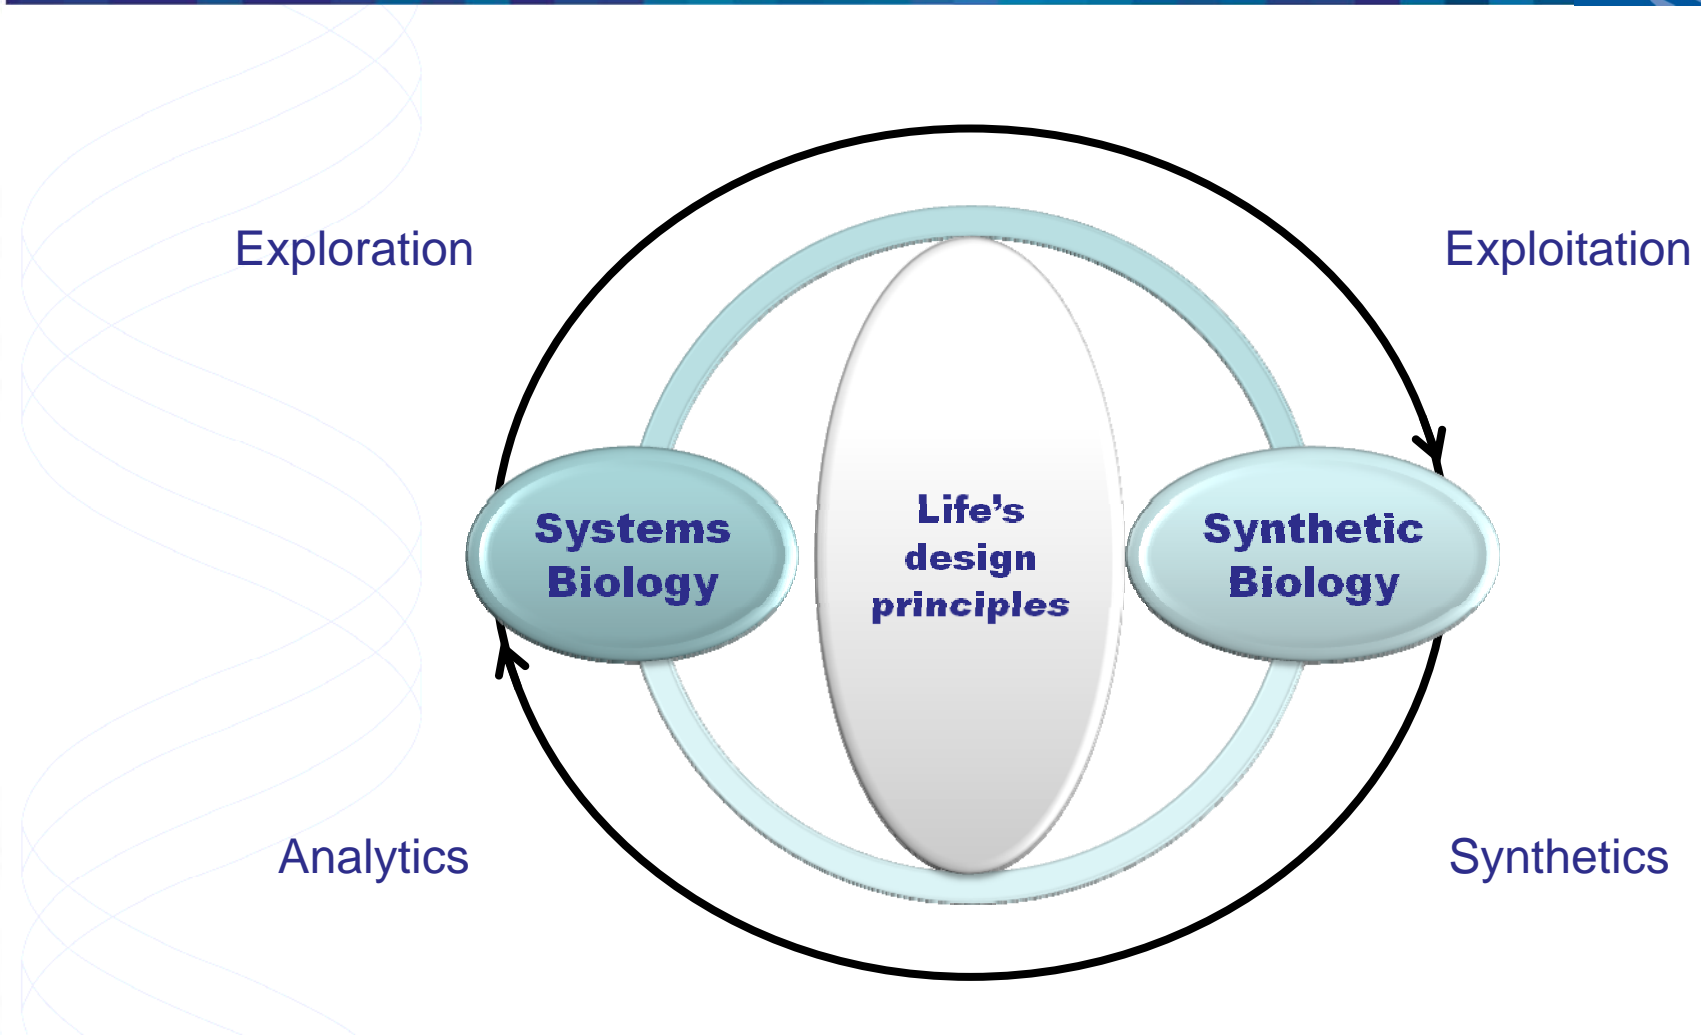 Exploration
Exploitation
Systems
Biology
Life’s
design
principles
Synthetic
Biology
Analytics
Synthetics